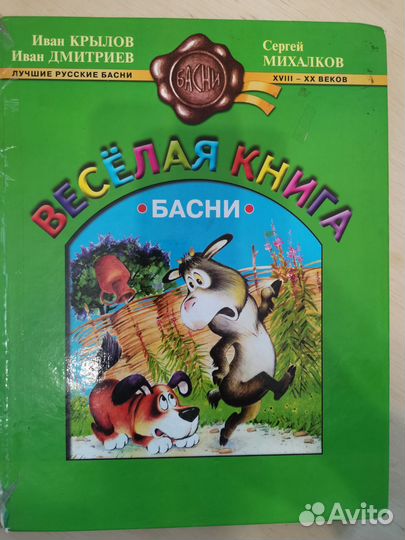 Иван КРЫЛОВ
Иван ДМИТРИЕВ
Сергей
МИХАЛКОВ
ЛУЧШИЕ РУССКИЕ БАСНИ
БАСНИ
XVIII – XX ВЕКОВ
ВЕСЁЛАЯ КНИГА
• БАСНИ •
Avito